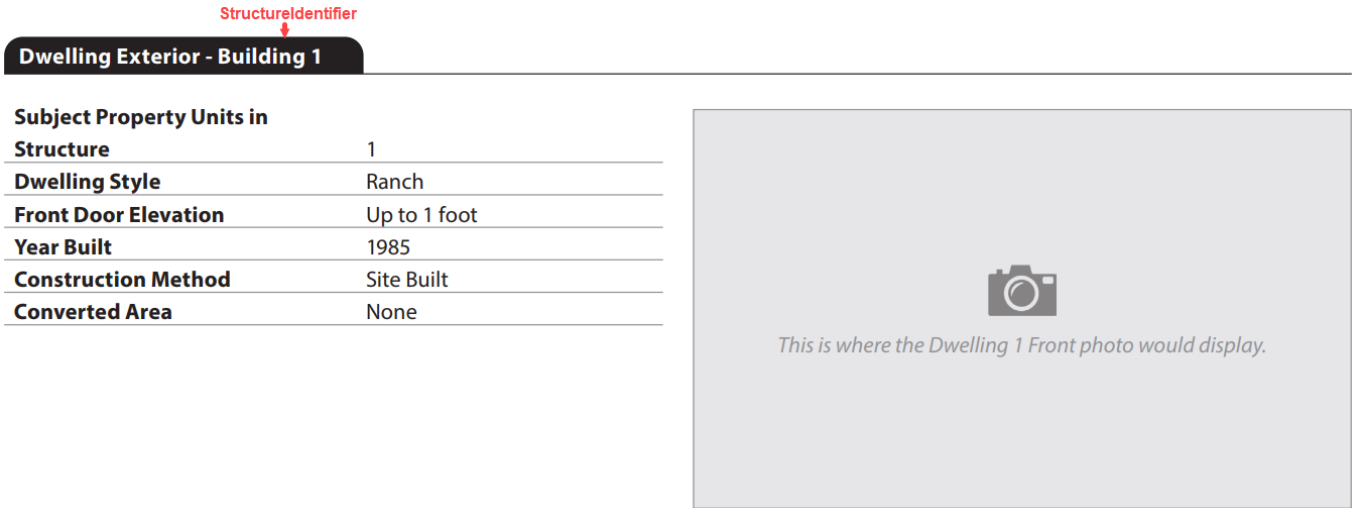 StructureIdentifier
Dwelling Exterior - Building 1
Subject Property Units in
Structure 1
Dwelling Style Ranch
Front Door Elevation Up to 1 foot
Year Built 1985
Construction Method Site Built
Converted Area None
This is where the Dwelling 1 Front photo would display.